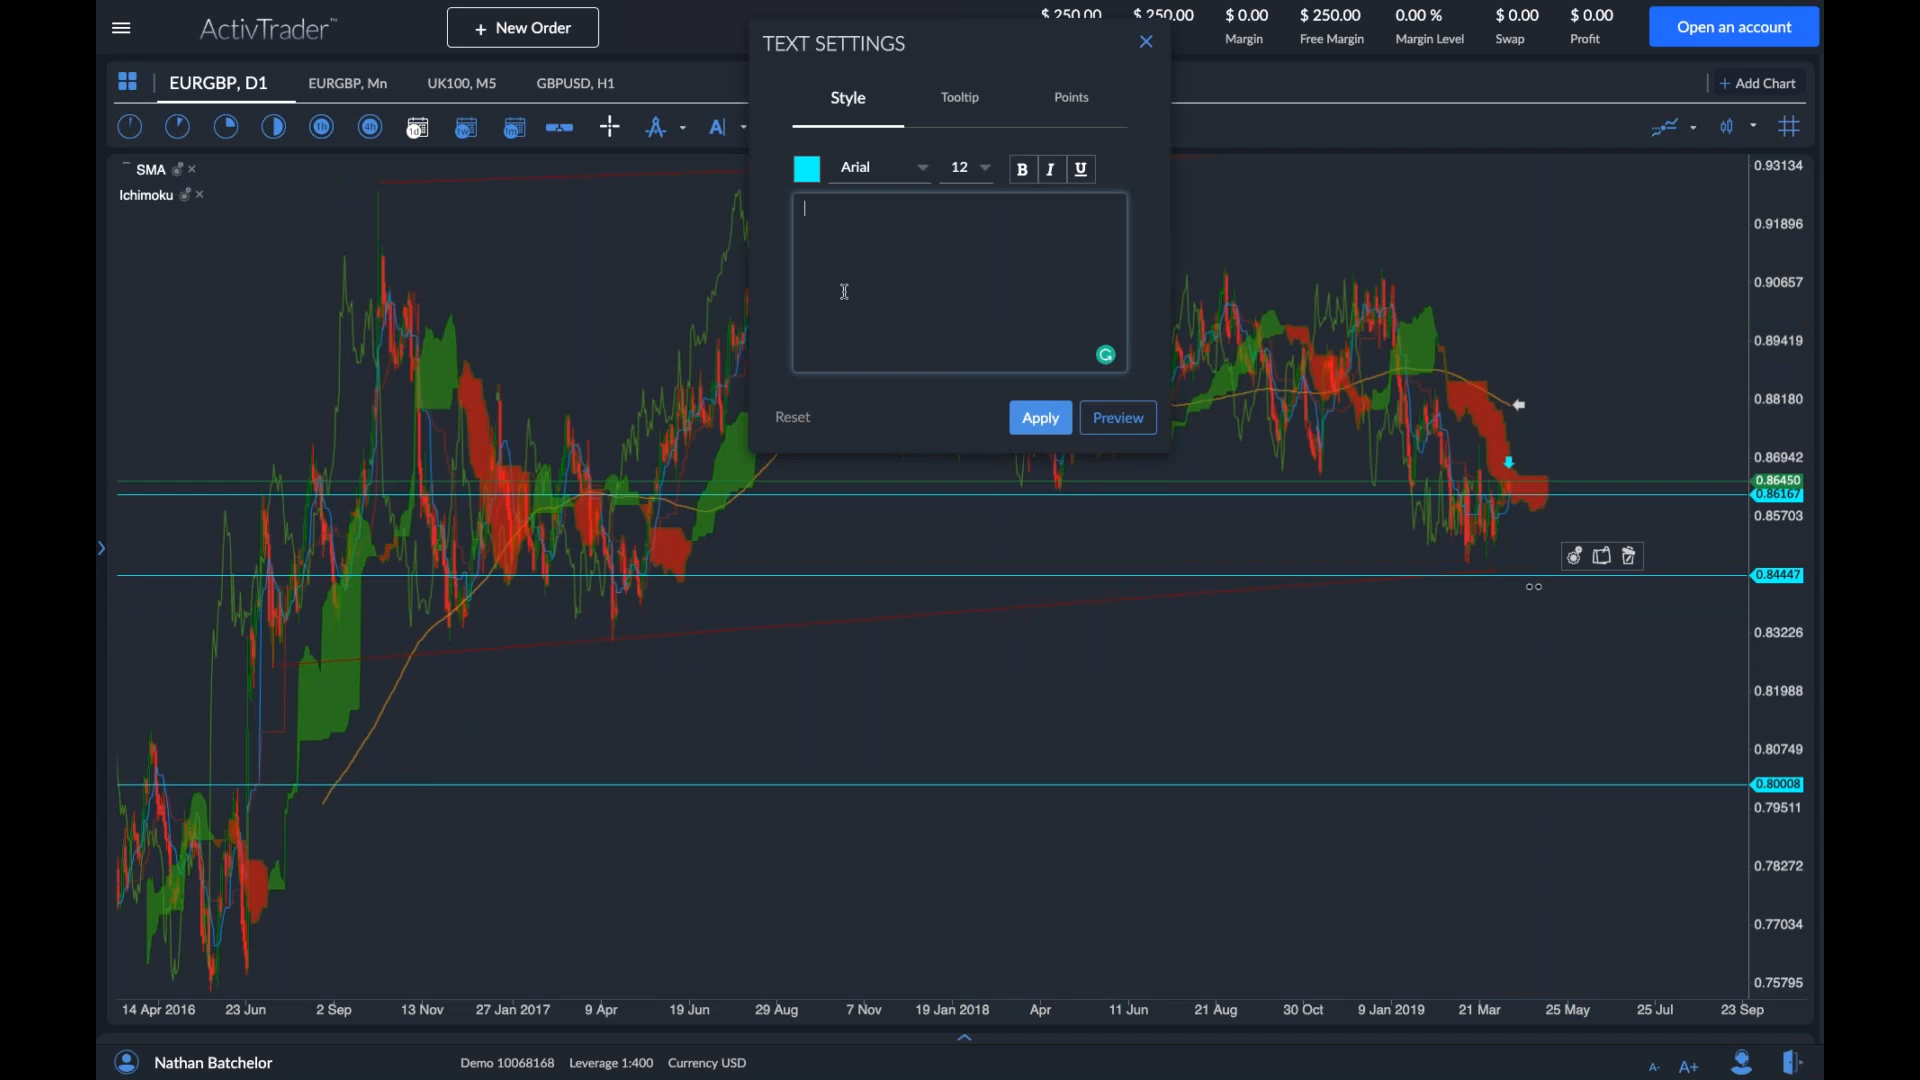 ActivTrader™
+ New Order
$ 250.00
$ 250.00
$ 0.00
Margin
$ 250.00
Free Margin
0.00 %
Margin Level
$ 0.00
Swap
$ 0.00
Profit
Open an account
TEXT SETTINGS
EURGBP, D1
EURGBP, Mn
UK100, M5
GBPUSD, H1
+ Add Chart
Style
Tooltip
Points
1h
4h
1d
1w
1m
A
Arial
12
B
I
U
SMA
Ichimoku
Reset
Apply
Preview
0.93134
0.91896
0.90657
0.89419
0.88180
0.86942
0.86450
0.86167
0.85703
0.84447
0.83226
0.81988
0.80749
0.80008
0.79511
0.78272
0.77034
0.75795
14 Apr 2016
23 Jun
2 Sep
13 Nov
27 Jan 2017
9 Apr
19 Jun
29 Aug
7 Nov
19 Jan 2018
Apr
11 Jun
21 Aug
30 Oct
9 Jan 2019
21 Mar
25 May
25 Jul
23 Sep
Nathan Batchelor
Demo 10068168
Leverage 1:400
Currency USD
A-
A+